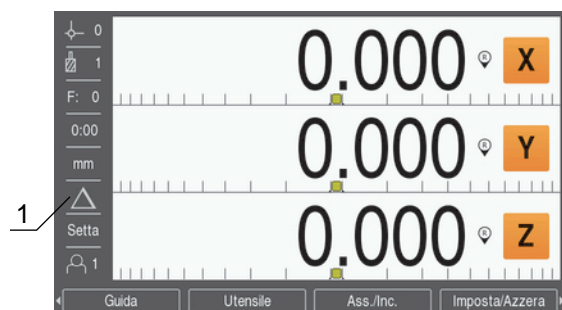 0
0.000 R X
1
F: 0
0:00
0.000 R Y
mm
1
Setta
0.000 R Z
1
Guida Utensile Ass./Inc. Imposta/Azzera